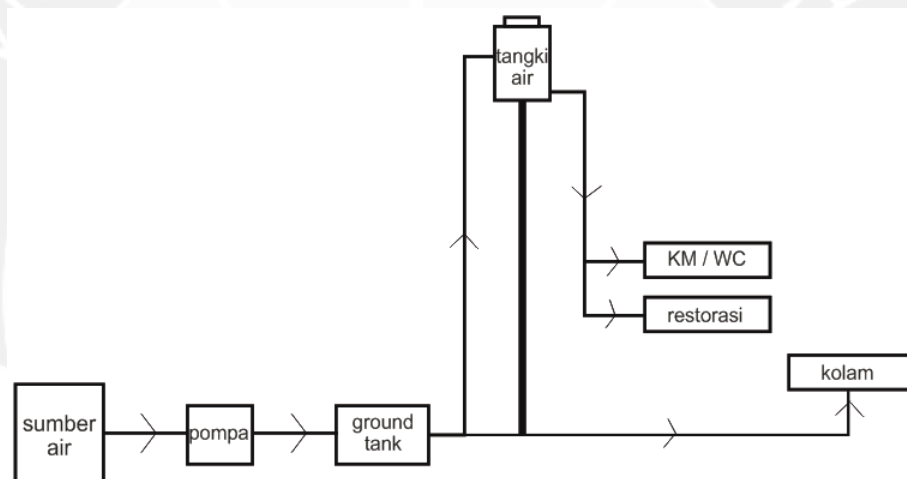 tangki
air
KM / WC
restorasi
kolam
sumber
air
pompa
ground
tank